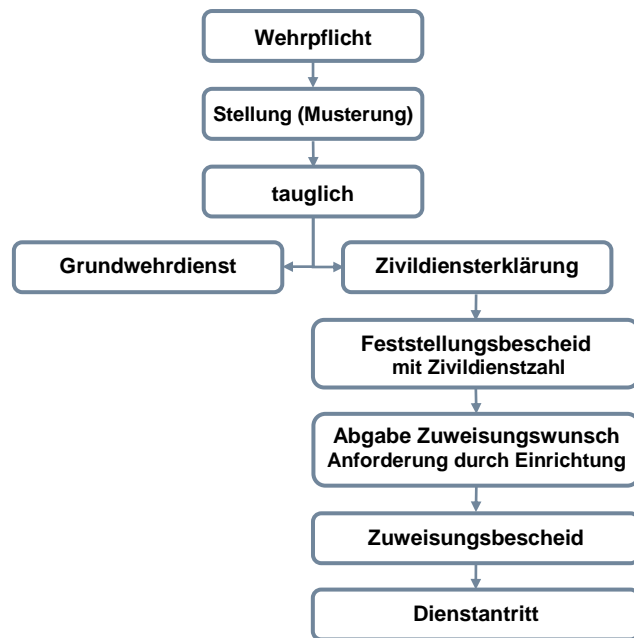 Wehrpflicht
Stellung (Musterung)
tauglich
Grundwehrdienst
Zivildiensterklärung
Feststellungsbescheid
mit Zivildienstzahl
Abgabe Zuweisungswunsch
Anforderung durch Einrichtung
Zuweisungsbescheid
Dienstantritt